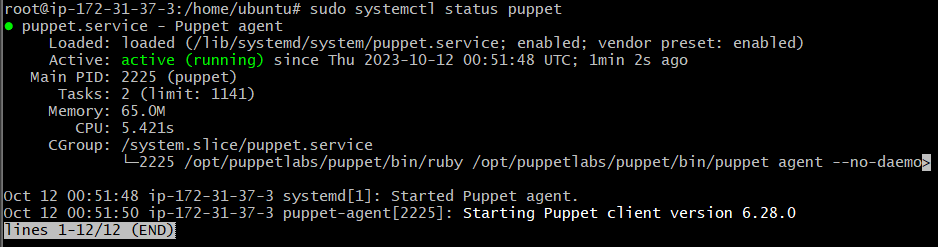 root@ip-172-31-37-3:/home/ubuntu# sudo systemctl status puppet
● puppet.service - Puppet agent
     Loaded: loaded (/lib/systemd/system/puppet.service; enabled; vendor preset: enabled)
     Active: active (running) since Thu 2023-10-12 00:51:48 UTC; 1min 2s ago
   Main PID: 2225 (puppet)
      Tasks: 2 (limit: 1141)
     Memory: 65.0M
        CPU: 5.421s
     CGroup: /system.slice/puppet.service
             └─2225 /opt/puppetlabs/puppet/bin/ruby /opt/puppetlabs/puppet/bin/puppet agent --no-daemo>
Oct 12 00:51:48 ip-172-31-37-3 systemd[1]: Started Puppet agent.
Oct 12 00:51:50 ip-172-31-37-3 puppet-agent[2225]: Starting Puppet client version 6.28.0
lines 1-12/12 (END)